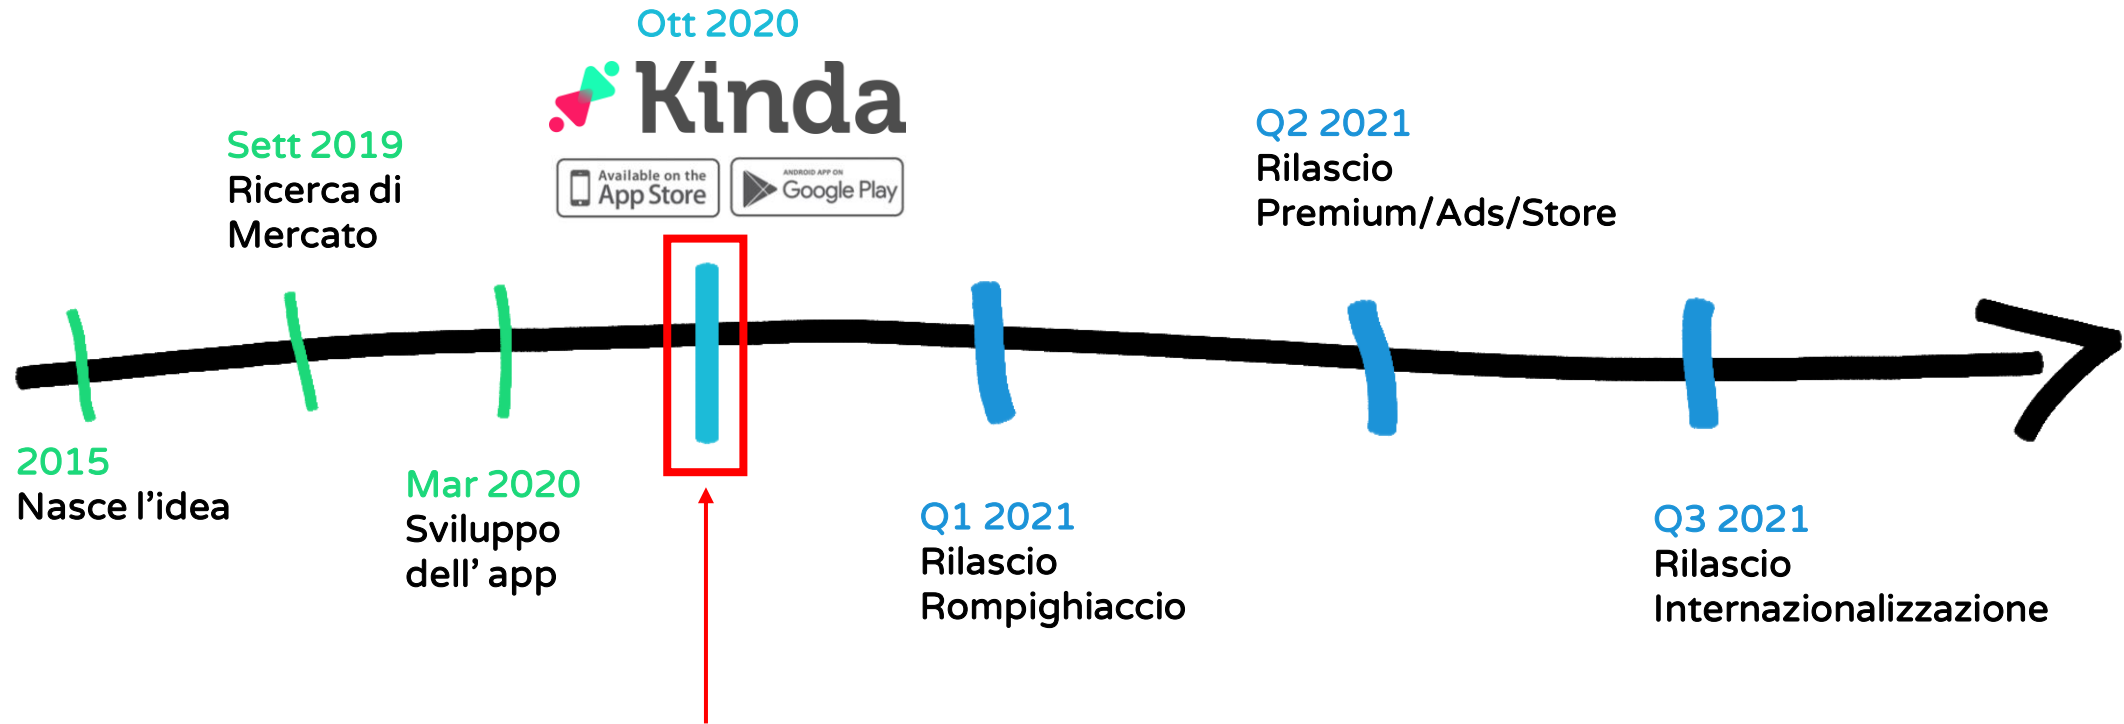 Ott 2020
Kinda
Available on the
App Store
ANDROID APP ON
Google Play
Sett 2019
Ricerca di
Mercato
Q2 2021
Rilascio
Premium/Ads/Store
2015
Nasce l'idea
Mar 2020
Sviluppo
dell' app
Q1 2021
Rilascio
Rompighiaccio
Q3 2021
Rilascio
Internazionalizzazione